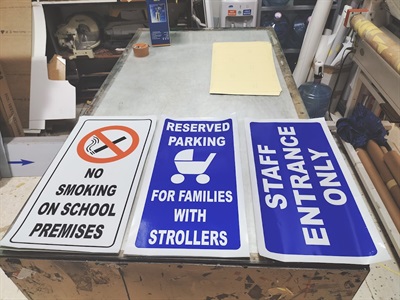 NO
SMOKING
ON SCHOOL
PREMISES
RESERVED
PARKING
FOR FAMILIES
WITH
STROLLERS
STAFF
ENTRANCE
ONLY